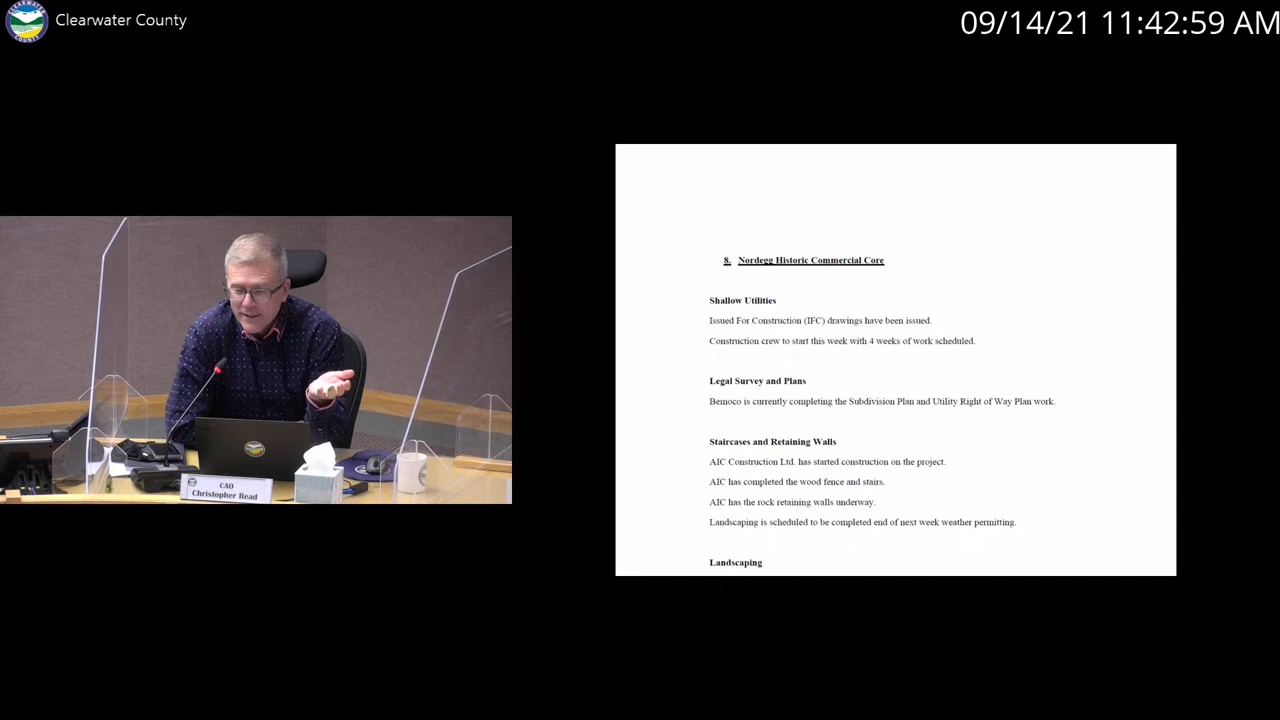 Clearwater County
09/14/21 11:42:59 AM
8. Nordegg Historic Commercial Core
Shallow Utilities
Issued For Construction (IFC) drawings have been issued.
Construction crew to start this week with 4 weeks of work scheduled.
Legal Survey and Plans
Bemoco is currently completing the Subdivision Plan and Utility Right of Way Plan work.
Staircases and Retaining Walls
AIC Construction Ltd. has started construction on the project.
AIC has completed the wood fence and stairs.
AIC has the rock retaining walls underway.
Landscaping is scheduled to be completed end of next week weather permitting.
Landscaping
CAO
Christopher Read